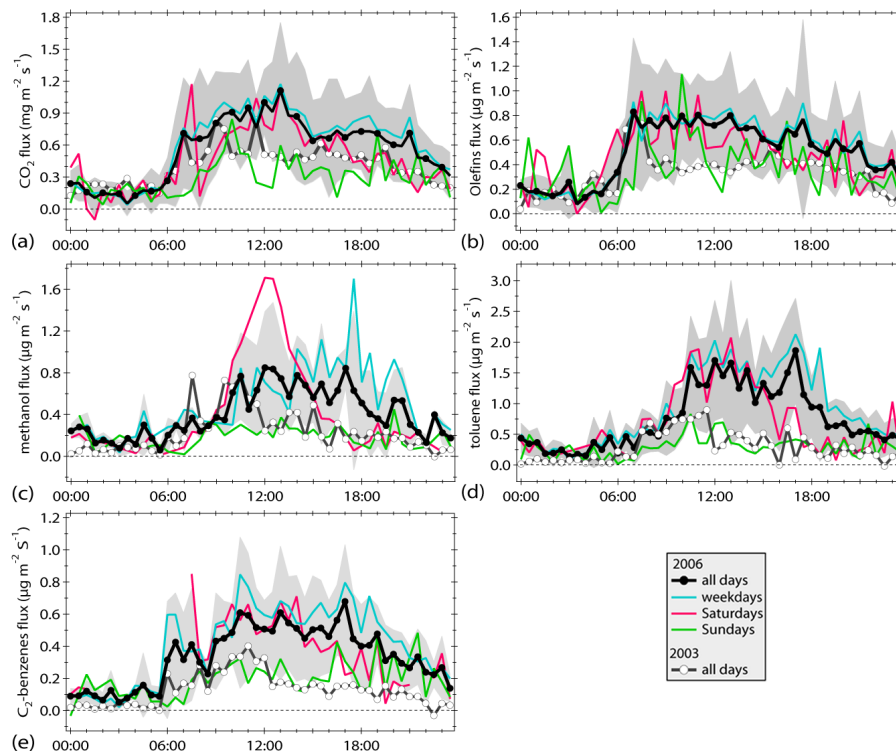 1.8
1.5
1.2
0.9
0.6
0.3
0.0
CO2 flux (mg m-2 s-1)
(a)
00:00 06:00 12:00 18:00
1.6
1.4
1.2
1.0
0.8
0.6
0.4
0.2
0.0
Olefins flux (µg m-2 s-1)
(b)
00:00 06:00 12:00 18:00
1.6
1.2
0.8
0.4
0.0
methanol flux (µg m-2 s-1)
(c)
00:00 06:00 12:00 18:00
3.0
2.5
2.0
1.5
1.0
0.5
0.0
toluene flux (µg m-2 s-1)
(d)
00:00 06:00 12:00 18:00
1.2
1.0
0.8
0.6
0.4
0.2
0.0
C2-benzenes flux (µg m-2 S-1)
(e)
00:00 06:00 12:00 18:00
2006
all days
weekdays
Saturdays
Sundays
2003
all days